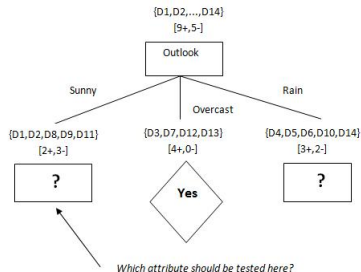 {D1,D2,...,D14}
[9+,5-]
Outlook
Sunny
Overcast
Rain
{D1,D2,D8,D9,D11}
[2+,3-]
?
{D3,D7,D12,D13}
[4+,0-]
Yes
{D4,D5,D6,D10,D14}
[3+,2-]
?
Which attribute should be tested here?